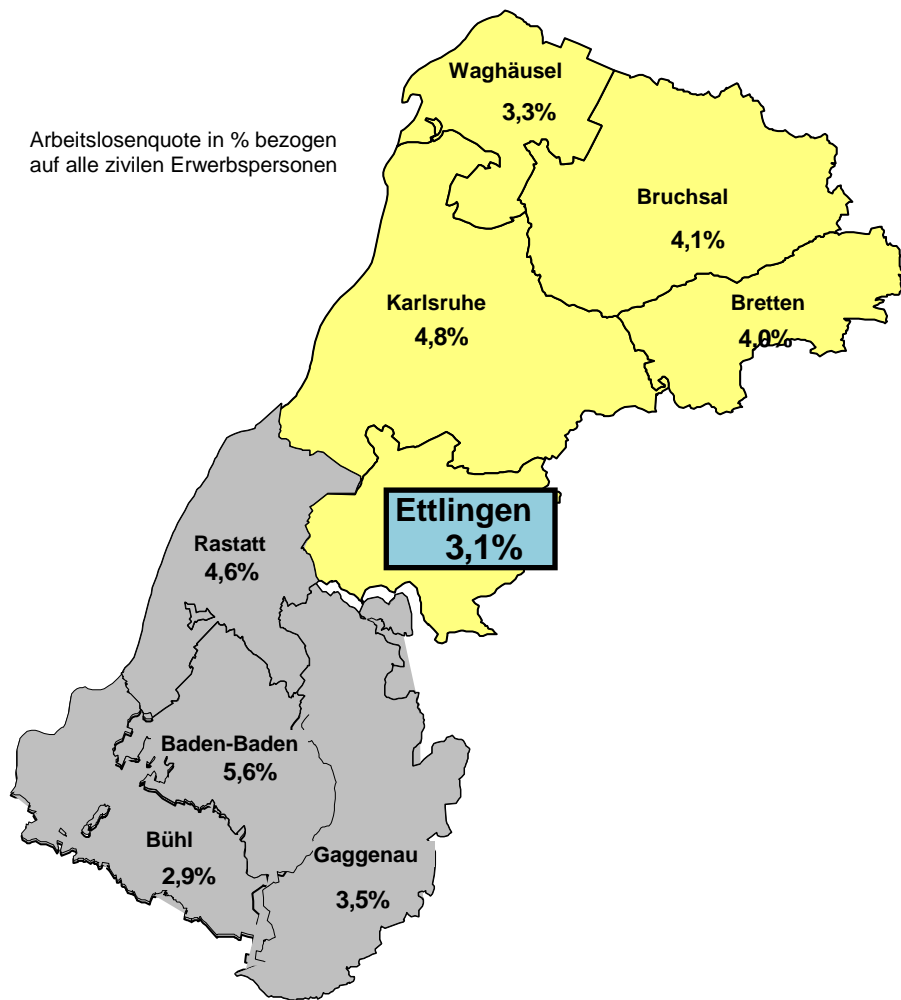 Waghäusel
3,3%
Arbeitslosenquote in % bezogen
auf alle zivilen Erwerbspersonen
Bruchsal
4,1%
Karlsruhe
4,8%
Bretten
4,0%
Ettlingen
3,1%
Rastatt
4,6%
Baden-Baden
5,6%
Bühl
2,9%
Gaggenau
3,5%